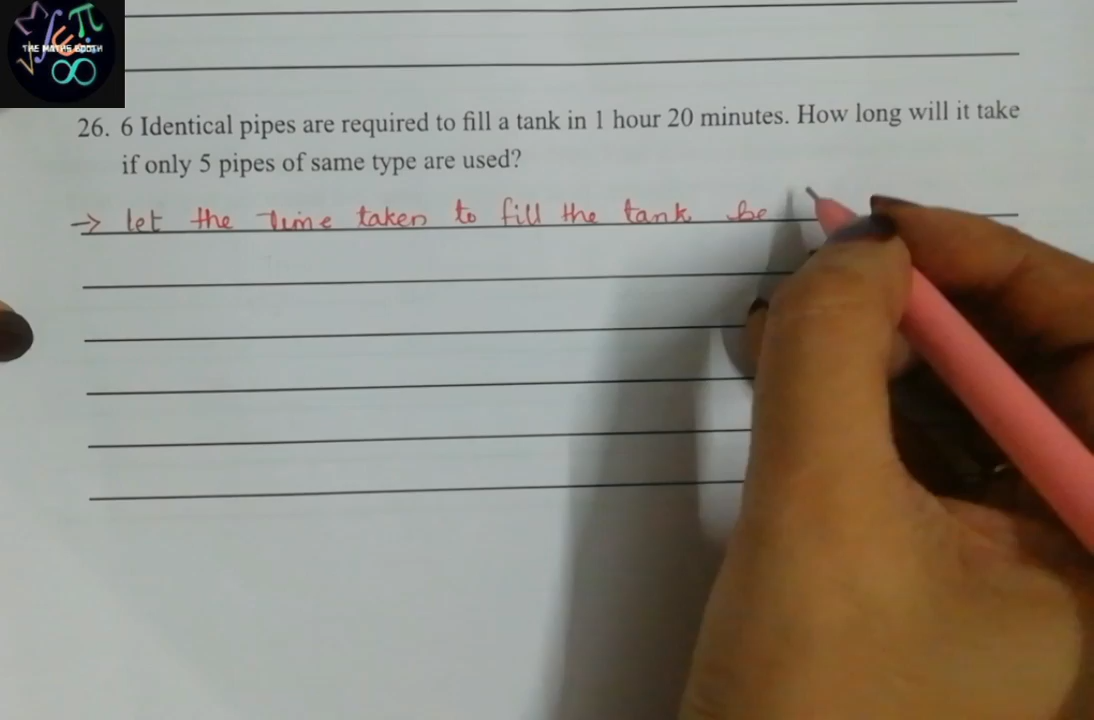 THE MATHS BOOTH
26. 6 Identical pipes are required to fill a tank in 1 hour 20 minutes. How long will it take
if only 5 pipes of same type are used?
→ let the time taken to fill the tank be